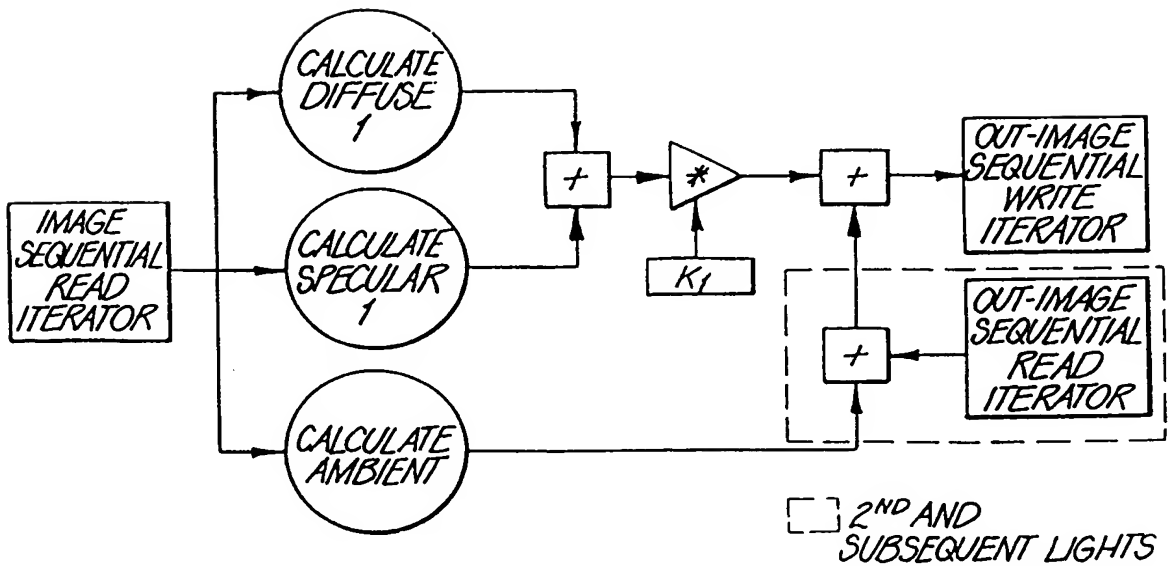 IMAGE
SEQUENTIAL
READ
ITERATOR
CALCULATE
DIFFUSE
1
CALCULATE
SPECULAR
1
CALCULATE
AMBIENT
+
*
K1
+
OUT-IMAGE
SEQUENTIAL
WRITE
ITERATOR
+
OUT-IMAGE
SEQUENTIAL
READ
ITERATOR
2ND AND
SUBSEQUENT LIGHTS